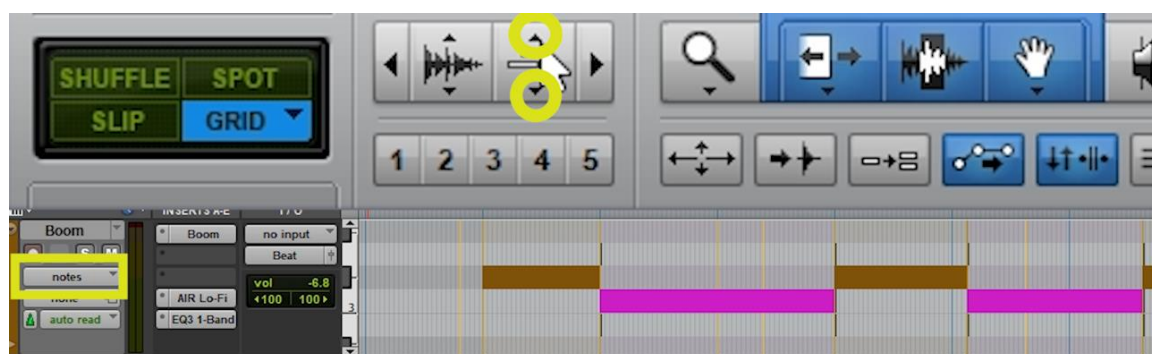 SHUFFLE SPOT
SLIP GRID
1 2 3 4 5
INSERTS A-E I / O
Boom
Boom
no input
S M
Beat
notes
vol -6.8
none
AIR Lo-Fi
100 100
3
auto read
EQ3 1-Band